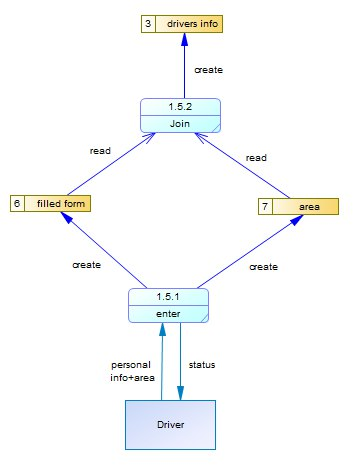 3 drivers info
create
1.5.2
Join
read
read
6 filled form
7 area
create
create
1.5.1
enter
personal
info+area
status
Driver